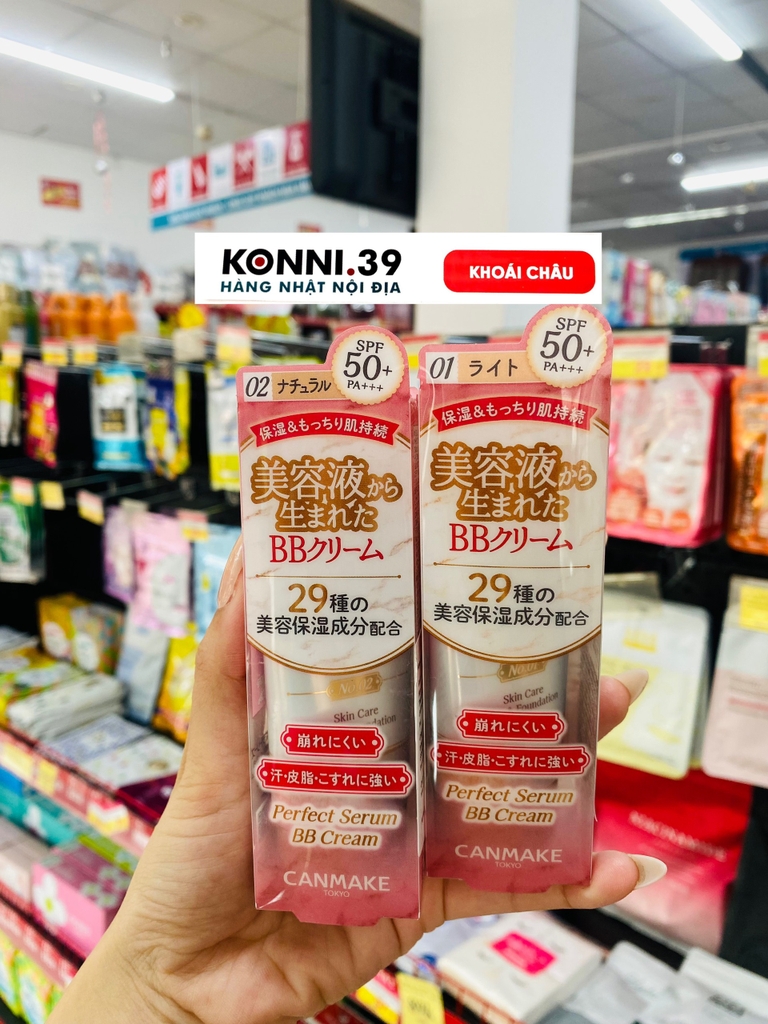 KONNI.39
HÀNG NHẬT NỘI ĐỊA
KHOÁI CHÂU
SPF
50+
PA+++
02 ナチュラル
保湿&もっちり肌持続
美容液から
生まれた
BBクリーム
29種の
美容保湿成分配合
No.02
Skin Care
崩れにくい
汗・皮脂・こすれに強い
Perfect Serum
BB Cream
CANMAKE
TOKYO
SPF
50+
PA+++
01 ライト
保湿&もっちり肌持続
美容液から
生まれた
BBクリーム
29種の
美容保湿成分配合
No.01
Skin Care
崩れにくい
汗・皮脂・こすれに強い
Perfect Serum
BB Cream
CANMAKE
TOKYO